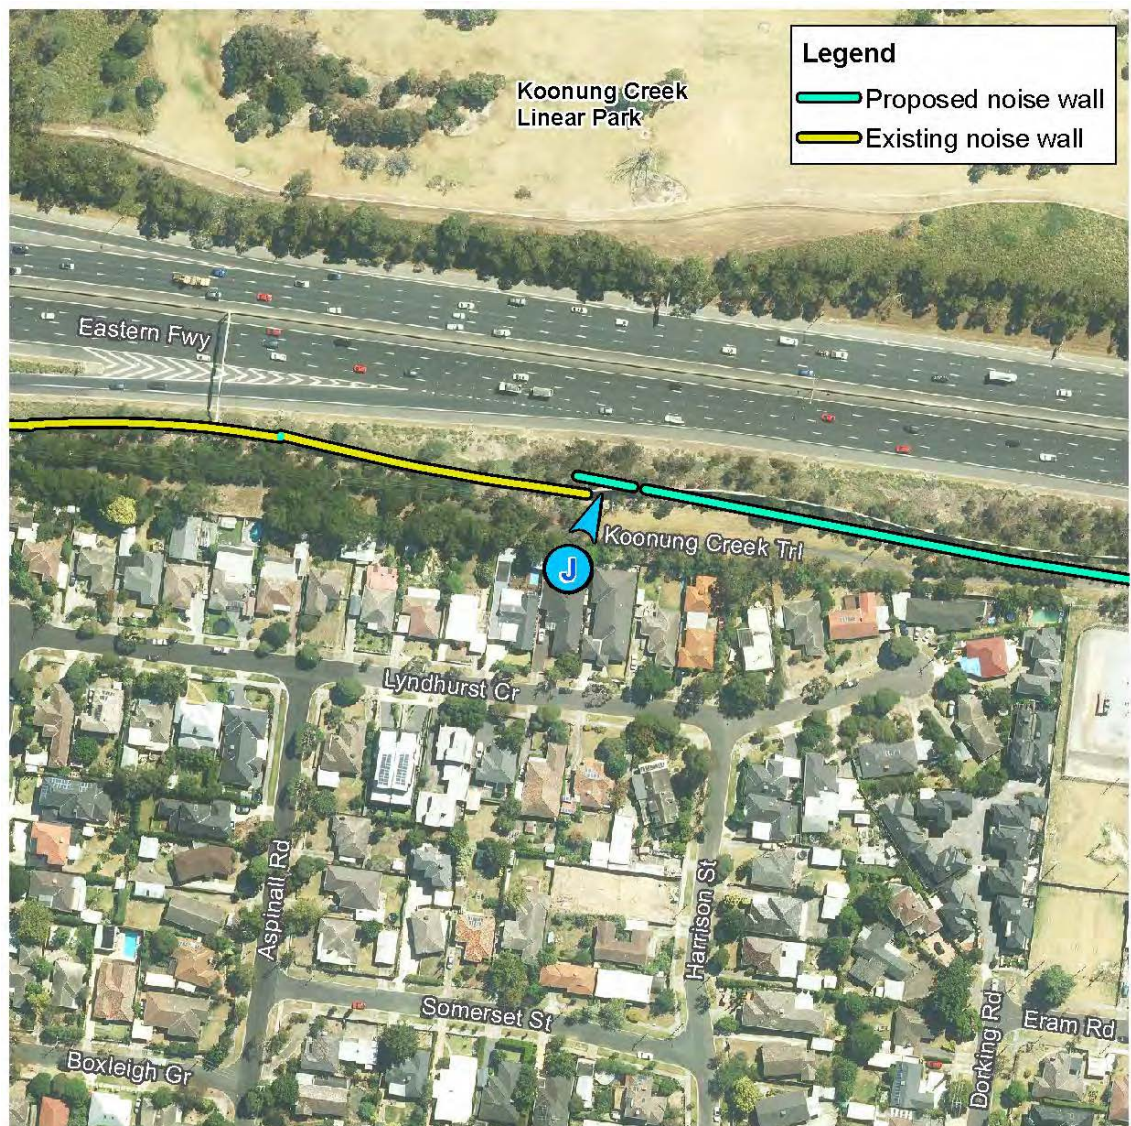 Koonung Creek
Linear Park
Legend
Proposed noise wall
Existing noise wall
Eastern Fwy
Koonung Creek Trl
J
Lyndhurst Cr
Aspinall Rd
Harrison St
Somerset St
Dorking Rd
Eram Rd
Boxleigh Gr